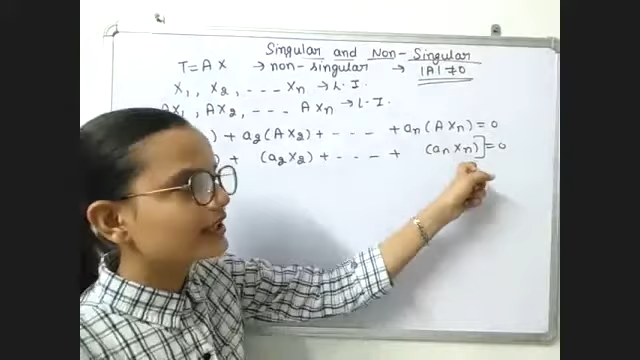 Singular and Non-Singular
T = A X → non-singular → |A| ≠ 0
X₁, X₂, ---- Xₙ → L.I.
AX₁, AX₂, --- AXₙ → L.I.
) + a₂(AX₂) + - - - + aₙ(AXₙ) = 0
+ (a₂X₂) + - - - + (aₙXₙ)] = 0